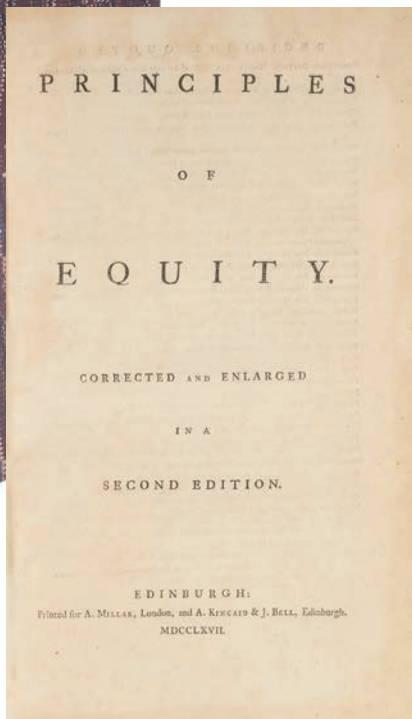 PRINCIPLES
OF
EQUITY.
CORRECTED AND ENLARGED
IN A
SECOND EDITION.
EDINBURGH:
Printed for A. MILLAR, London, and A. KINCAID & J. BELL, Edinburgh.
MDCCLXVII.